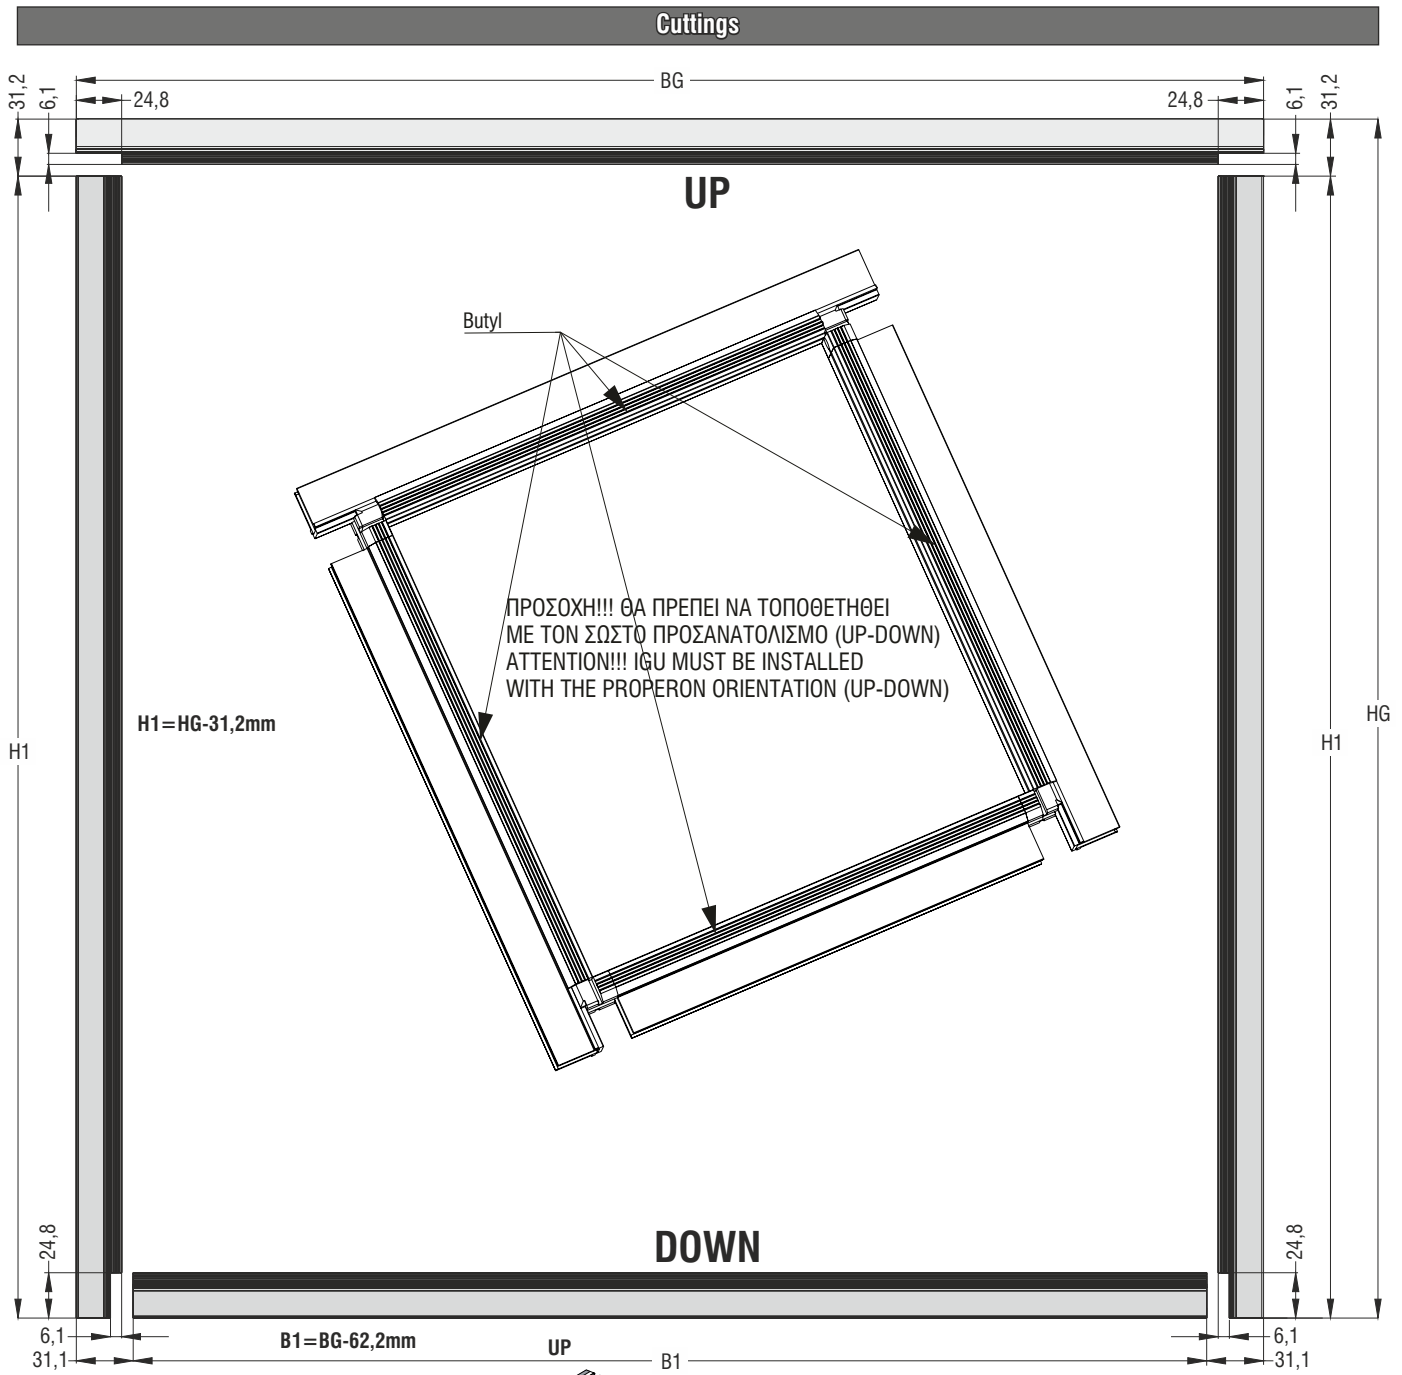 Cuttings
BG
31,2
6,1
24,8
24,8
6,1
31,2
UP
Butyl
ΠΡΟΣΟΧΗ!!! ΘΑ ΠΡΕΠΕΙ ΝΑ ΤΟΠΟΘΕΤΗΘΕΙ
ΜΕ ΤΟΝ ΣΩΣΤΟ ΠΡΟΣΑΝΑΤΟΛΙΣΜΟ (UP-DOWN)
ATTENTION!!! IGU MUST BE INSTALLED
WITH THE PROPERON ORIENTATION (UP-DOWN)
H1=HG-31,2mm
H1
H1
HG
24,8
DOWN
24,8
6,1
B1=BG-62,2mm
UP
6,1
31,1
B1
31,1